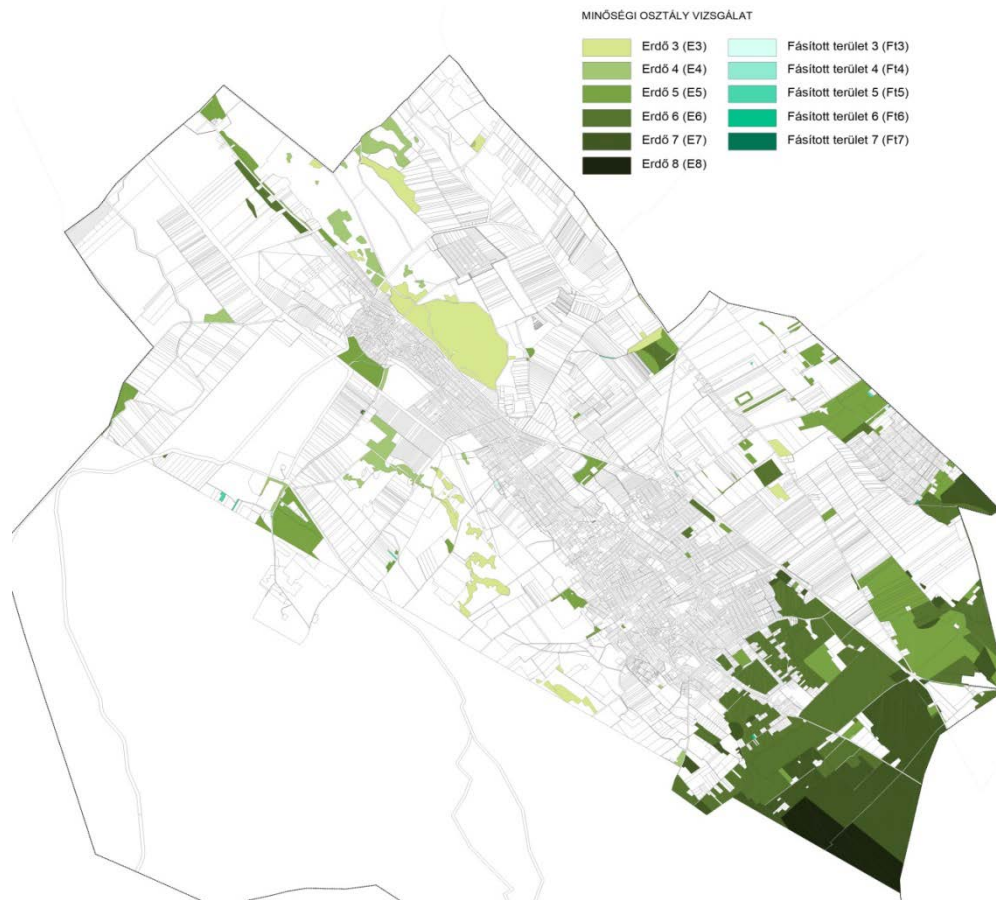 MINŐSÉGI OSZTÁLY VIZSGÁLAT
Erdő 3 (E3)
Erdő 4 (E4)
Erdő 5 (E5)
Erdő 6 (E6)
Erdő 7 (E7)
Erdő 8 (E8)
Fásított terület 3 (Ft3)
Fásított terület 4 (Ft4)
Fásított terület 5 (Ft5)
Fásított terület 6 (Ft6)
Fásított terület 7 (Ft7)